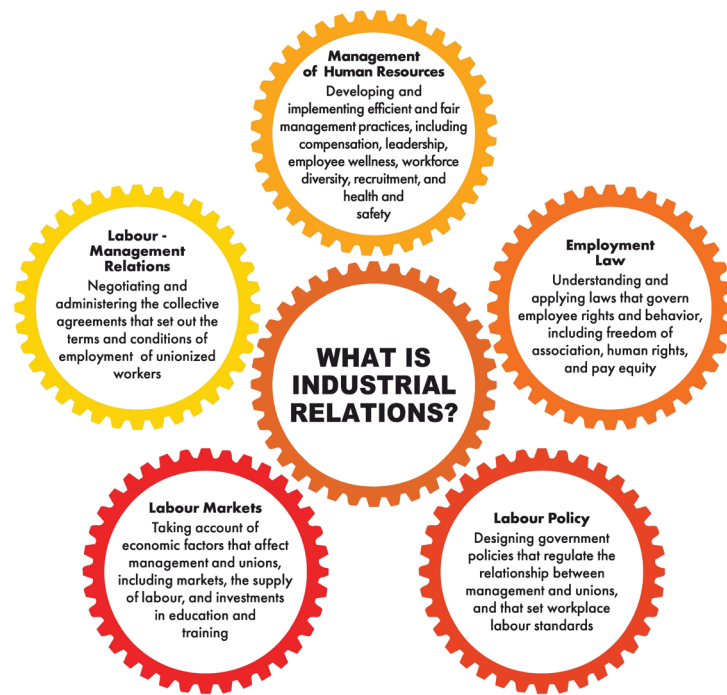 Management
of Human Resources
Developing and
implementing efficient and fair
management practices, including
compensation, leadership,
employee wellness, workforce
diversity, recruitment, and
health and
safety
Labour -
Management
Relations
Negotiating and
administering the collective
agreements that set out the
terms and conditions of
employment of unionized
workers
Employment
Law
Understanding and
applying laws that govern
employee rights and behavior,
including freedom of
association, human rights,
and pay equity
WHAT IS
INDUSTRIAL
RELATIONS?
Labour Markets
Taking account of
economic factors that affect
management and unions,
including markets, the supply
of labour, and investments
in education and
training
Labour Policy
Designing government
policies that regulate the
relationship between
management and unions,
and that set workplace
labour standards